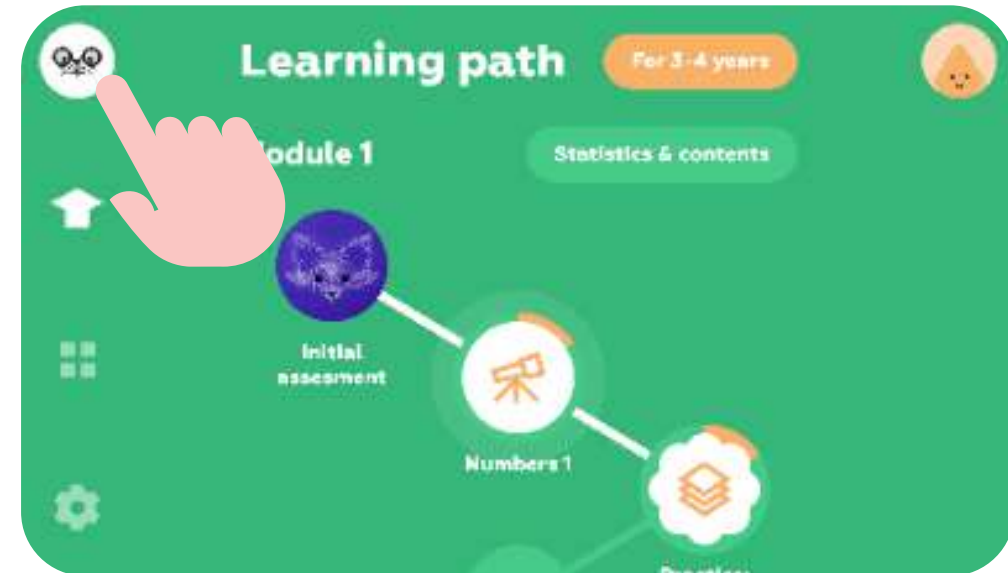 Learning path
For 3-4 years
odule 1
Statistics & contents
Initial
assesment
Numbers 1